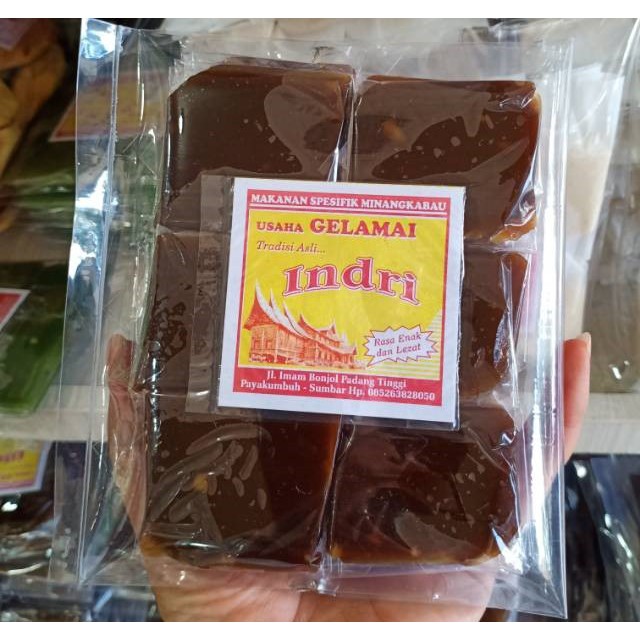 MAKANAN SPESIFIK MINANGKABAU
USAHA GELAMAI
Tradisi Asli...
Indri
Rasa Enak
dan Lezat
Jl. Imam Bonjol Padang Tinggi
Payakumbuh - Sumbar Hp. 085263828050